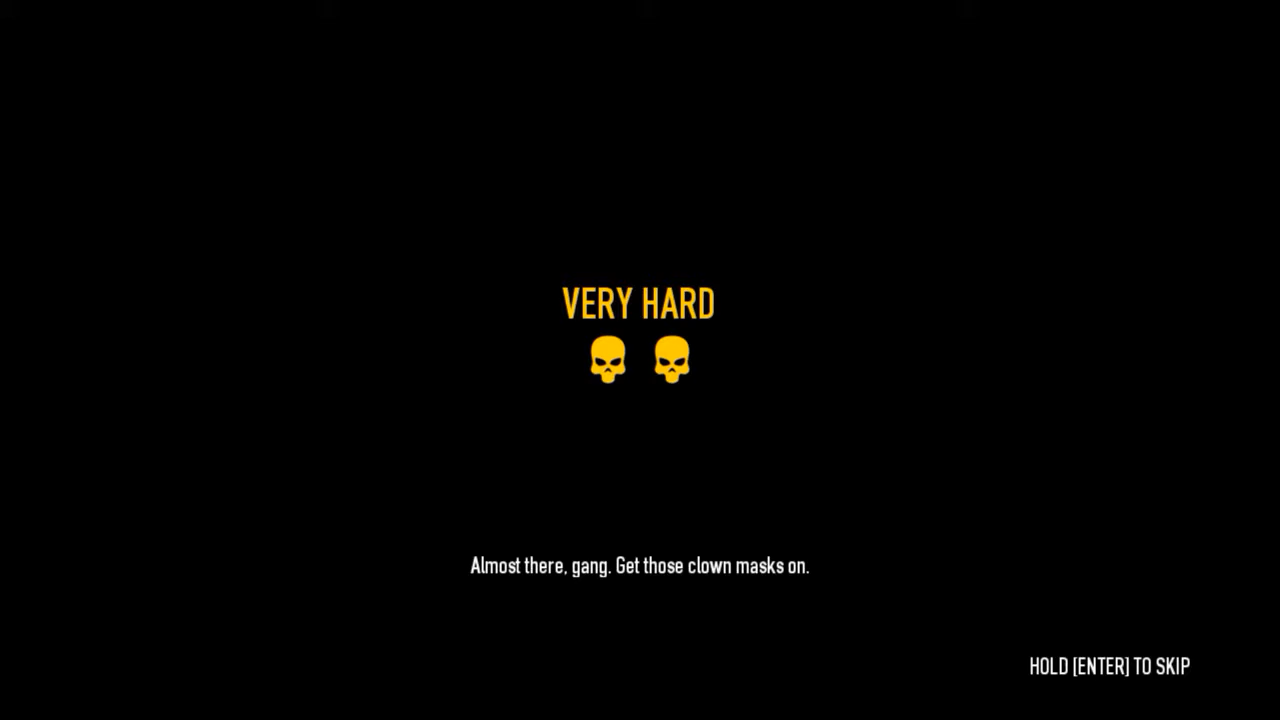 VERY HARD
Almost there, gang. Get those clown masks on.
HOLD [ENTER] TO SKIP